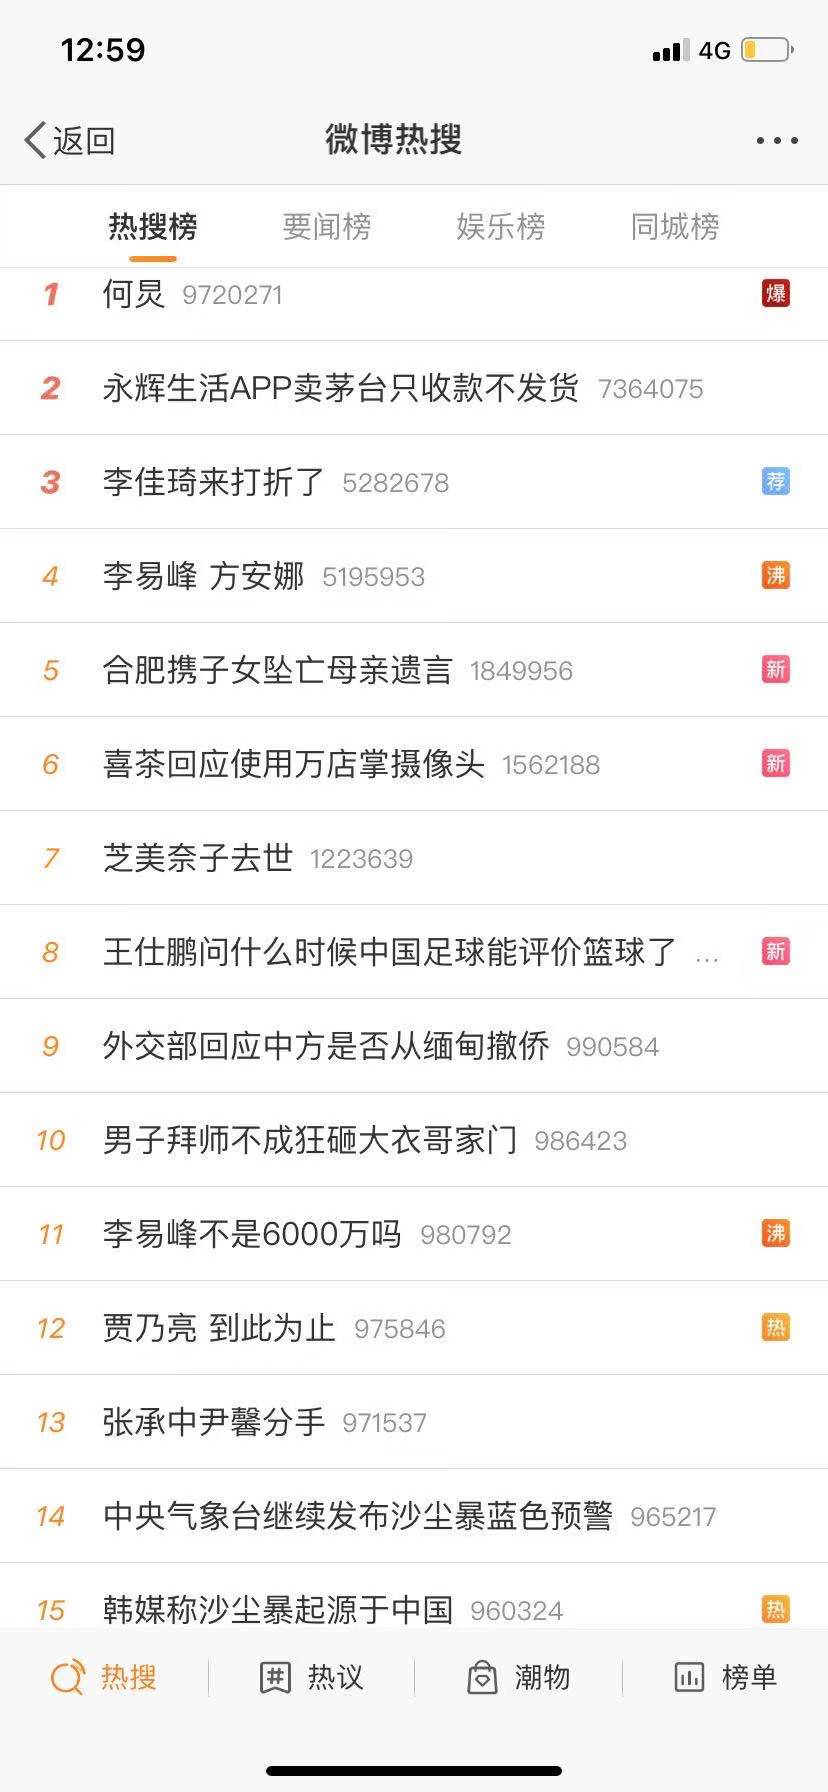 12:59 4G
返回 微博热搜 ...
热搜榜 要闻榜 娱乐榜 同城榜
1 何炅 9720271 爆
2 永辉生活APP卖茅台只收款不发货 7364075
3 李佳琦来打折了 5282678 荐
4 李易峰 方安娜 5195953 沸
5 合肥携子女坠亡母亲遗言 1849956 新
6 喜茶回应使用万店掌摄像头 1562188 新
7 芝美奈子去世 1223639
8 王仕鹏问什么时候中国足球能评价篮球了 ... 新
9 外交部回应中方是否从缅甸撤侨 990584
10 男子拜师不成狂砸大衣哥家门 986423
11 李易峰不是6000万吗 980792 沸
12 贾乃亮 到此为止 975846 热
13 张承中尹馨分手 971537
14 中央气象台继续发布沙尘暴蓝色预警 965217
15 韩媒称沙尘暴起源于中国 960324 热
热搜 热议 潮物 榜单